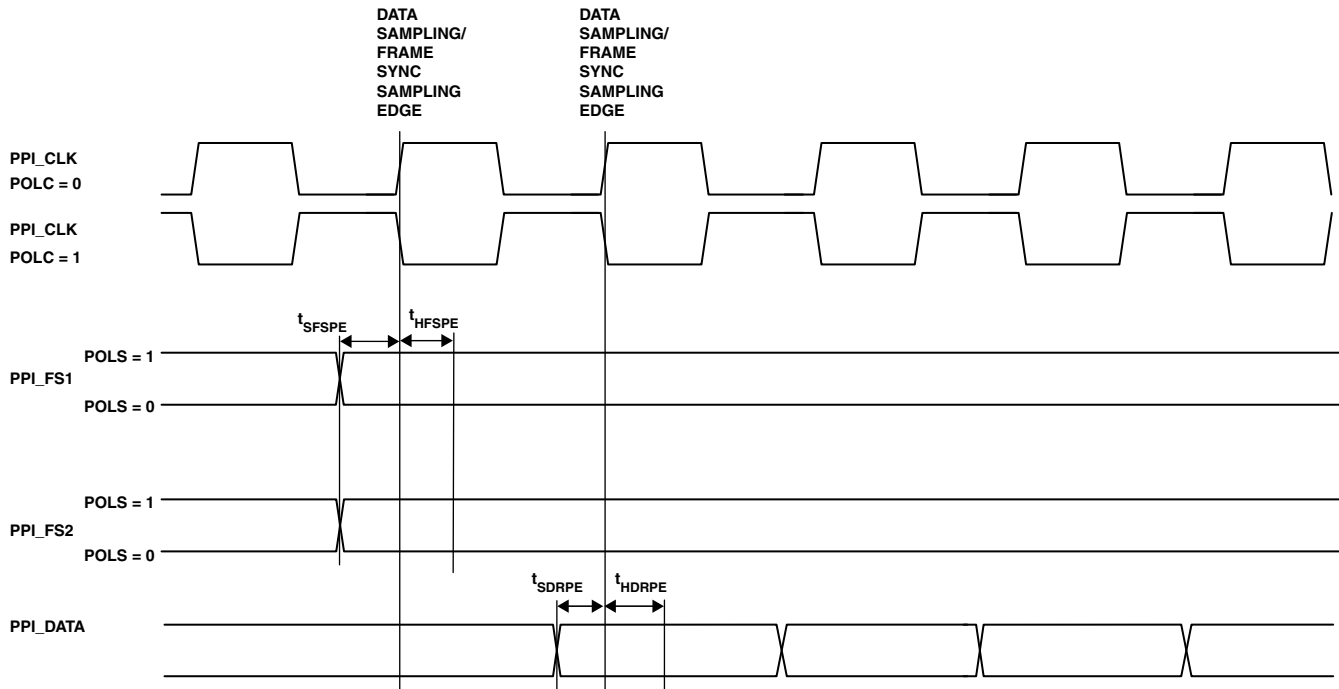 DATA
SAMPLING/
FRAME
SYNC
SAMPLING
EDGE
DATA
SAMPLING/
FRAME
SYNC
SAMPLING
EDGE
PPI_CLK
POLC = 0
PPI_CLK
POLC = 1
tSFSPE
tHFSPE
POLS = 1
PPI_FS1
POLS = 0
POLS = 1
PPI_FS2
POLS = 0
tSDRPE
tHDRPE
PPI_DATA